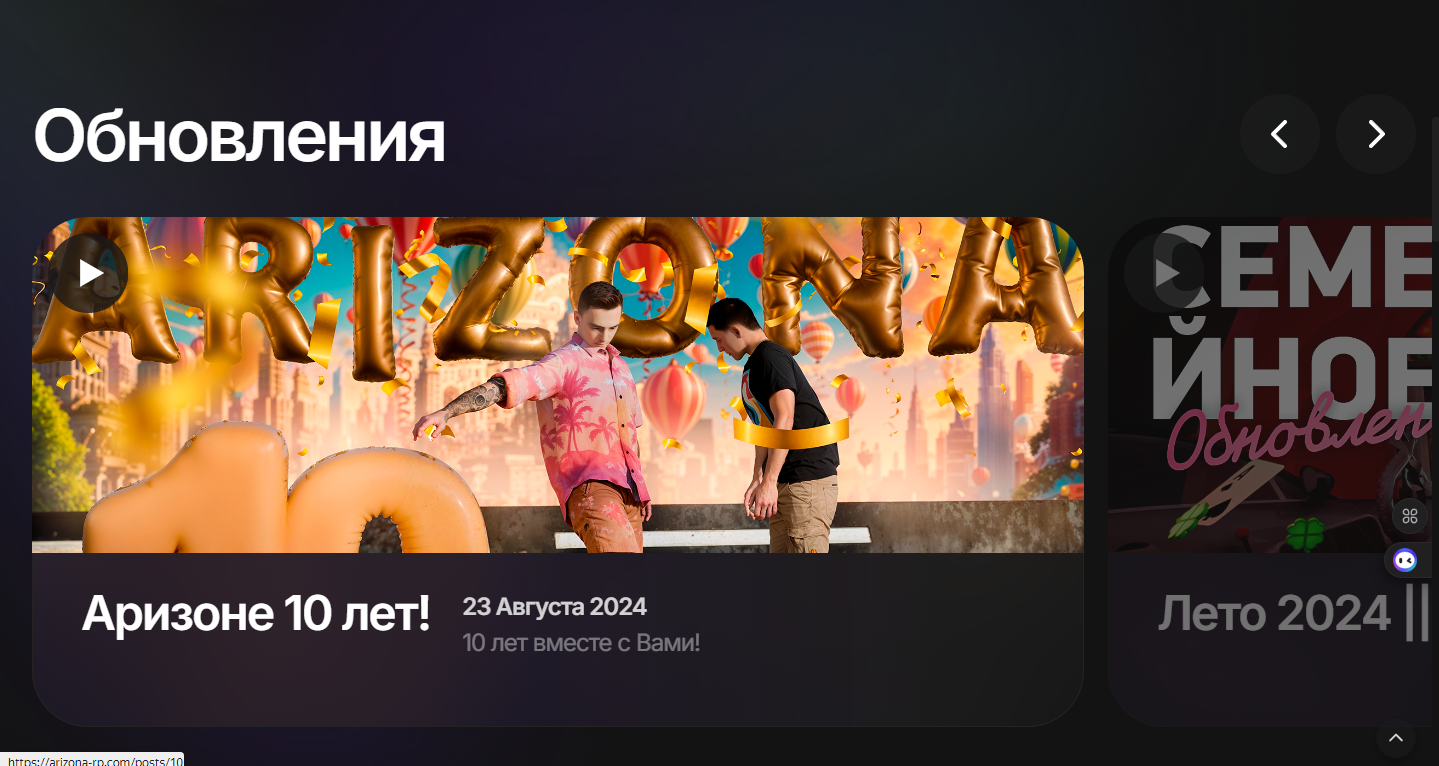 Обновления
ARIZONA
10
Аризоне 10 лет!
23 Августа 2024
10 лет вместе с Вами!
СЕМЕ
ЙНОЕ
Обновлен
Лето 2024 ||
https://arizona-rp.com/posts/10